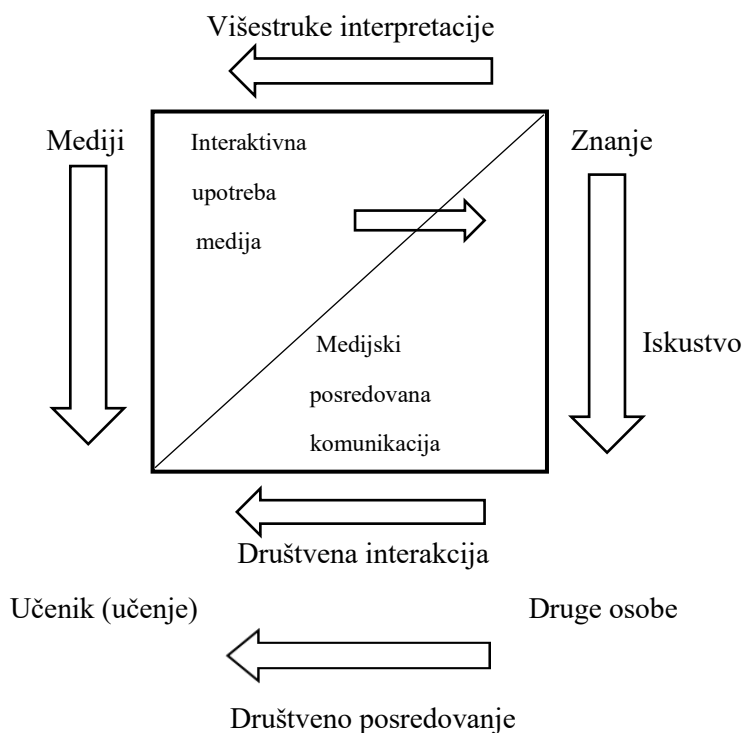 Višestruke interpretacije
Mediji
Znanje
Interaktivna
upotreba
medija
Iskustvo
Medijski
posredovana
komunikacija
Društvena interakcija
Učenik (učenje)
Druge osobe
Društveno posredovanje